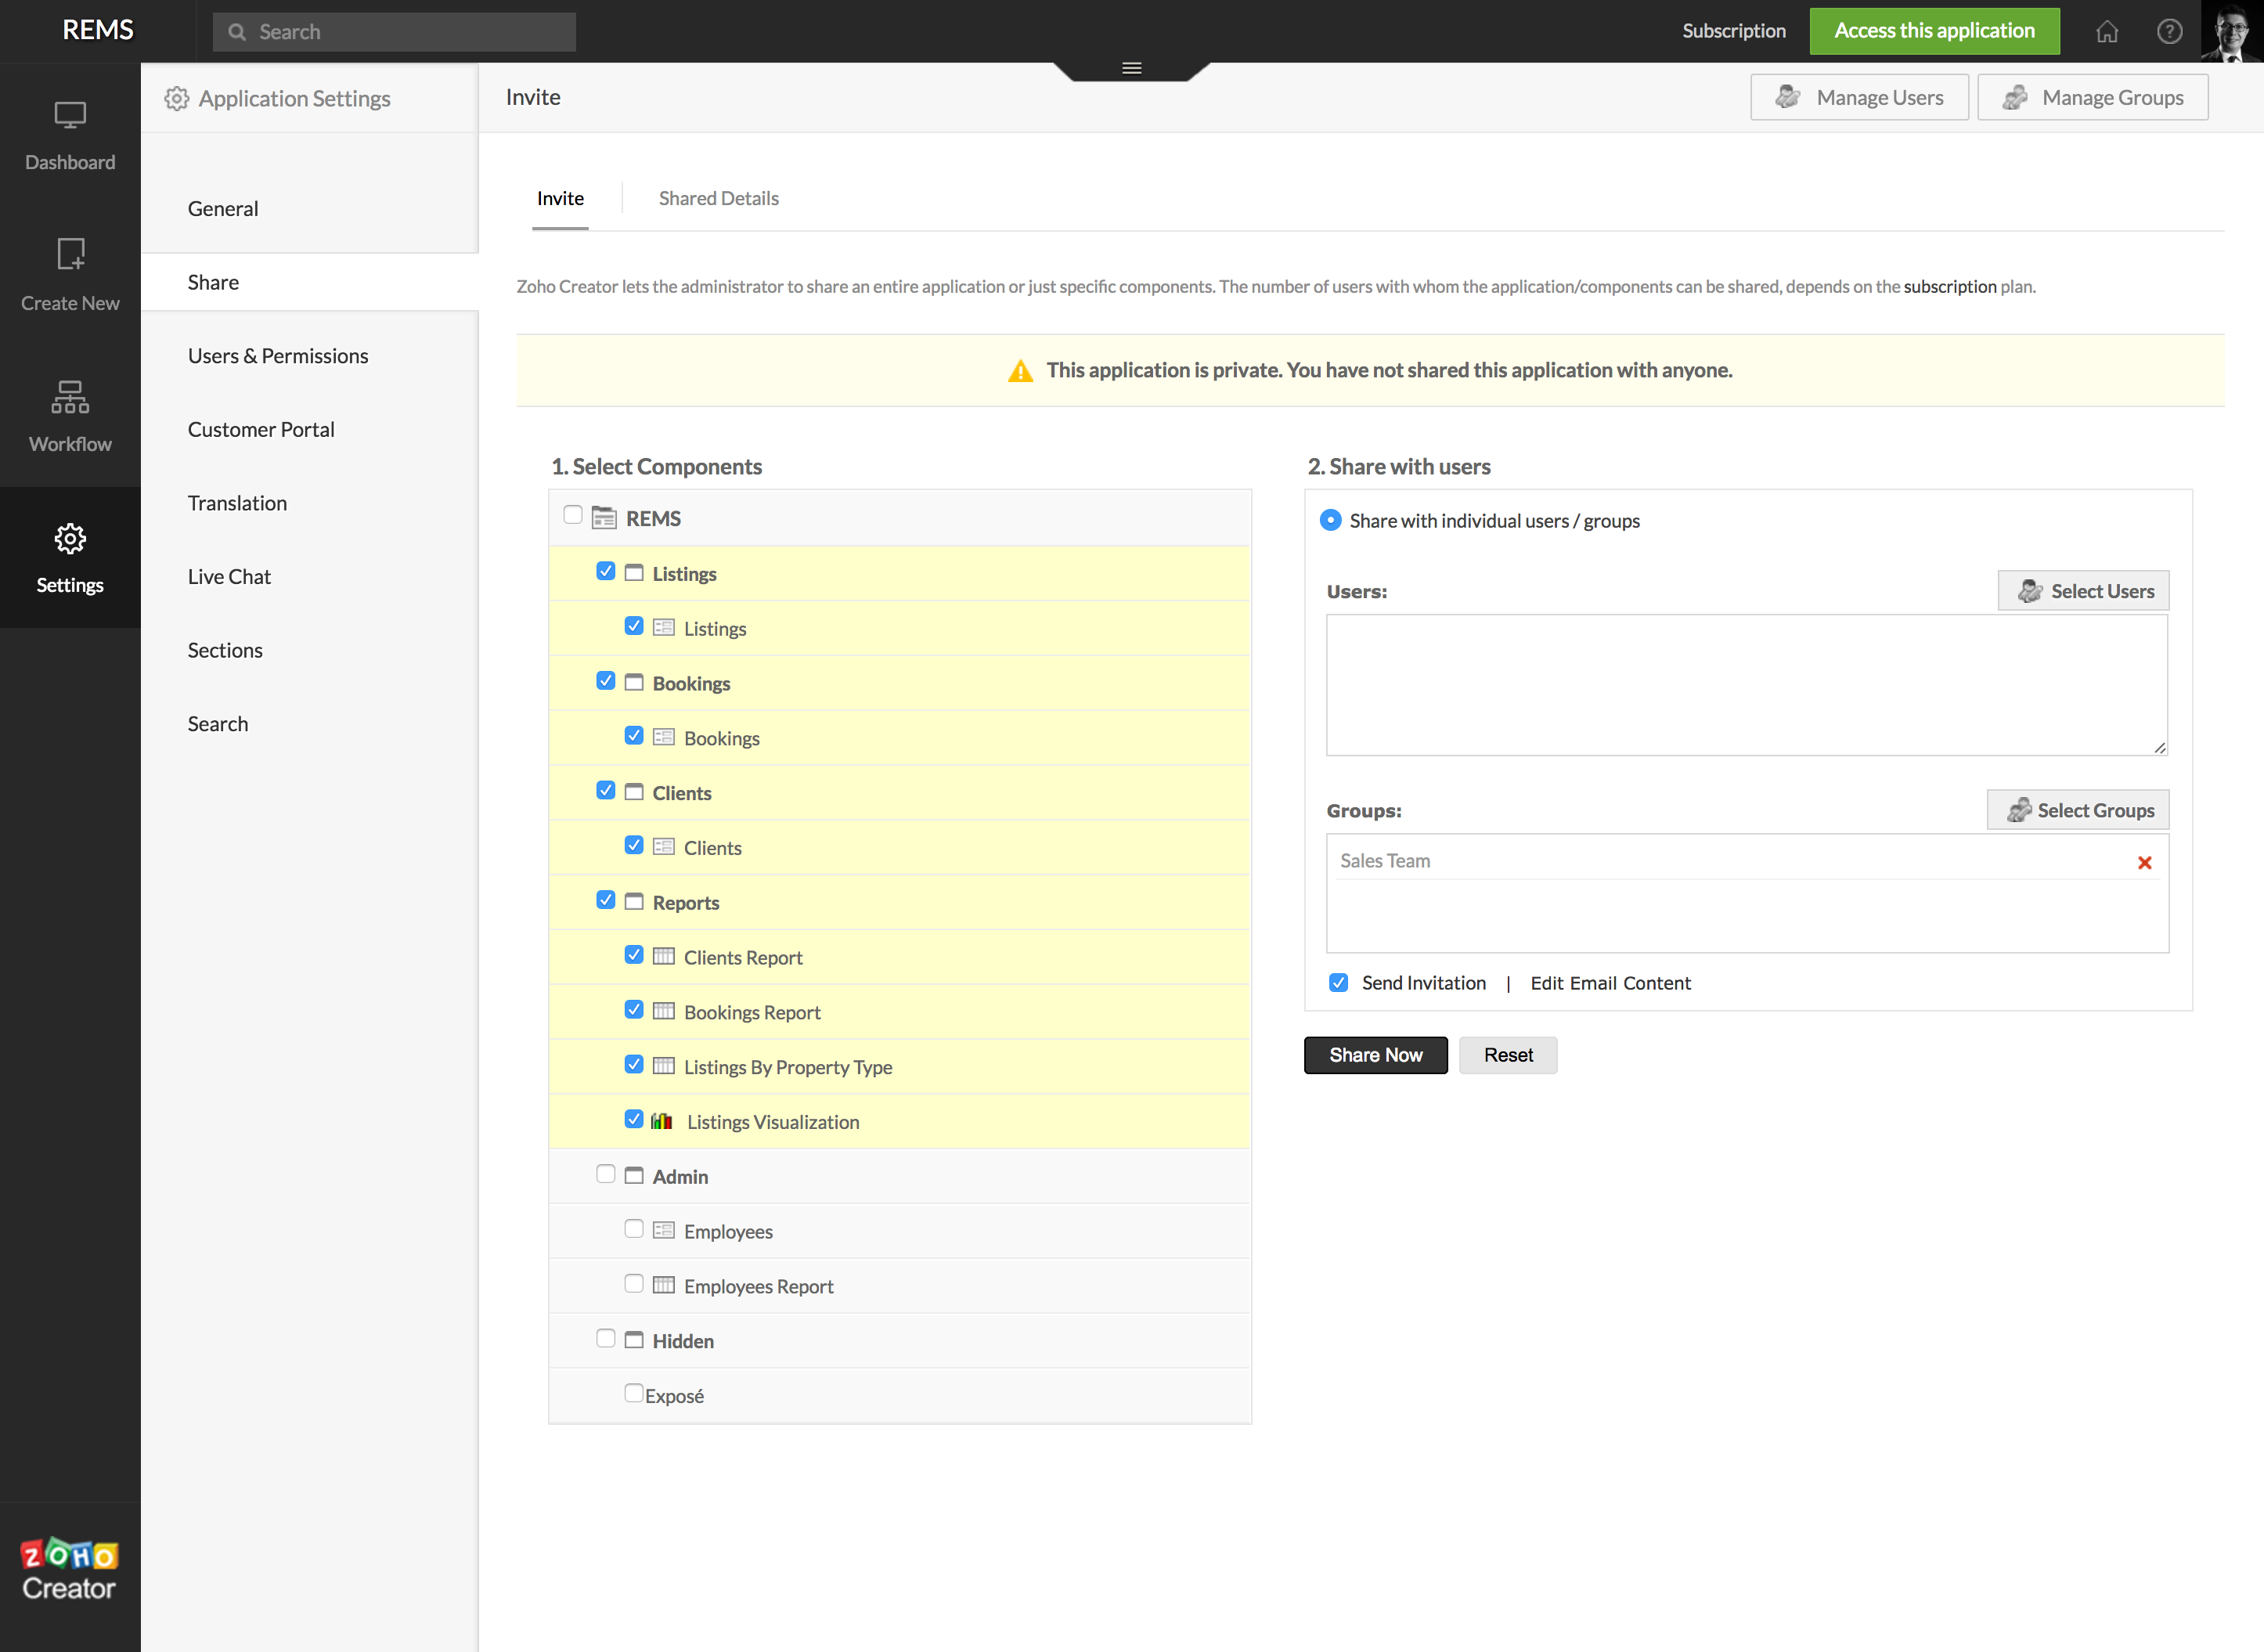 REMS
Search
Subscription
Access this application
Dashboard
Create New
Workflow
Settings
ZOHO
Creator
Application Settings
General
Share
Users & Permissions
Customer Portal
Translation
Live Chat
Sections
Search
Invite
Manage Users
Manage Groups
Invite
Shared Details
Zoho Creator lets the administrator to share an entire application or just specific components. The number of users with whom the application/components can be shared, depends on the subscription plan.
This application is private. You have not shared this application with anyone.
1. Select Components
REMS
Listings
Listings
Bookings
Bookings
Clients
Clients
Reports
Clients Report
Bookings Report
Listings By Property Type
Listings Visualization
Admin
Employees
Employees Report
Hidden
Exposé
2. Share with users
Share with individual users / groups
Users:
Select Users
Groups:
Select Groups
Sales Team
Send Invitation | Edit Email Content
Share Now
Reset